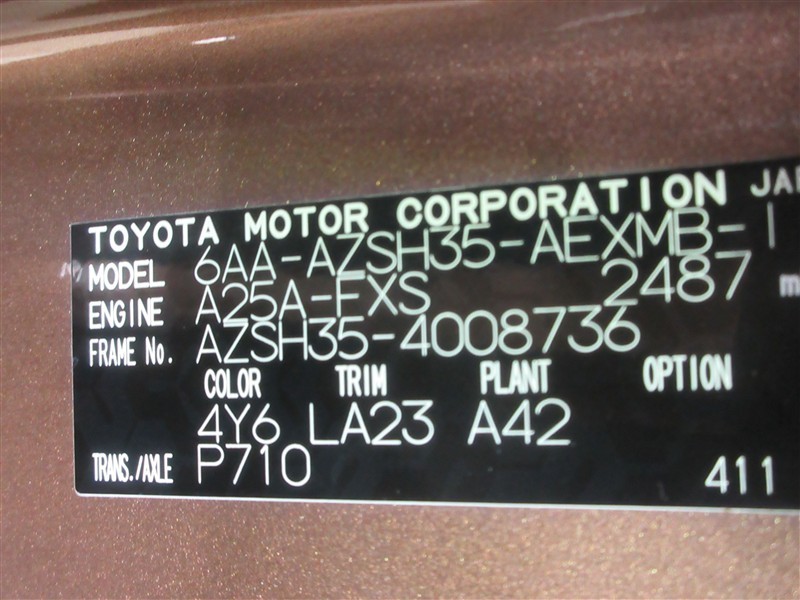 TOYOTA MOTOR CORPORATION JAP
MODEL 6AA-AZSH35-AEXMB-I
ENGINE A25A-FXS 2487 m
FRAME No. AZSH35-4008736
COLOR TRIM PLANT OPTION
4Y6 LA23 A42
TRANS./AXLE P710 411